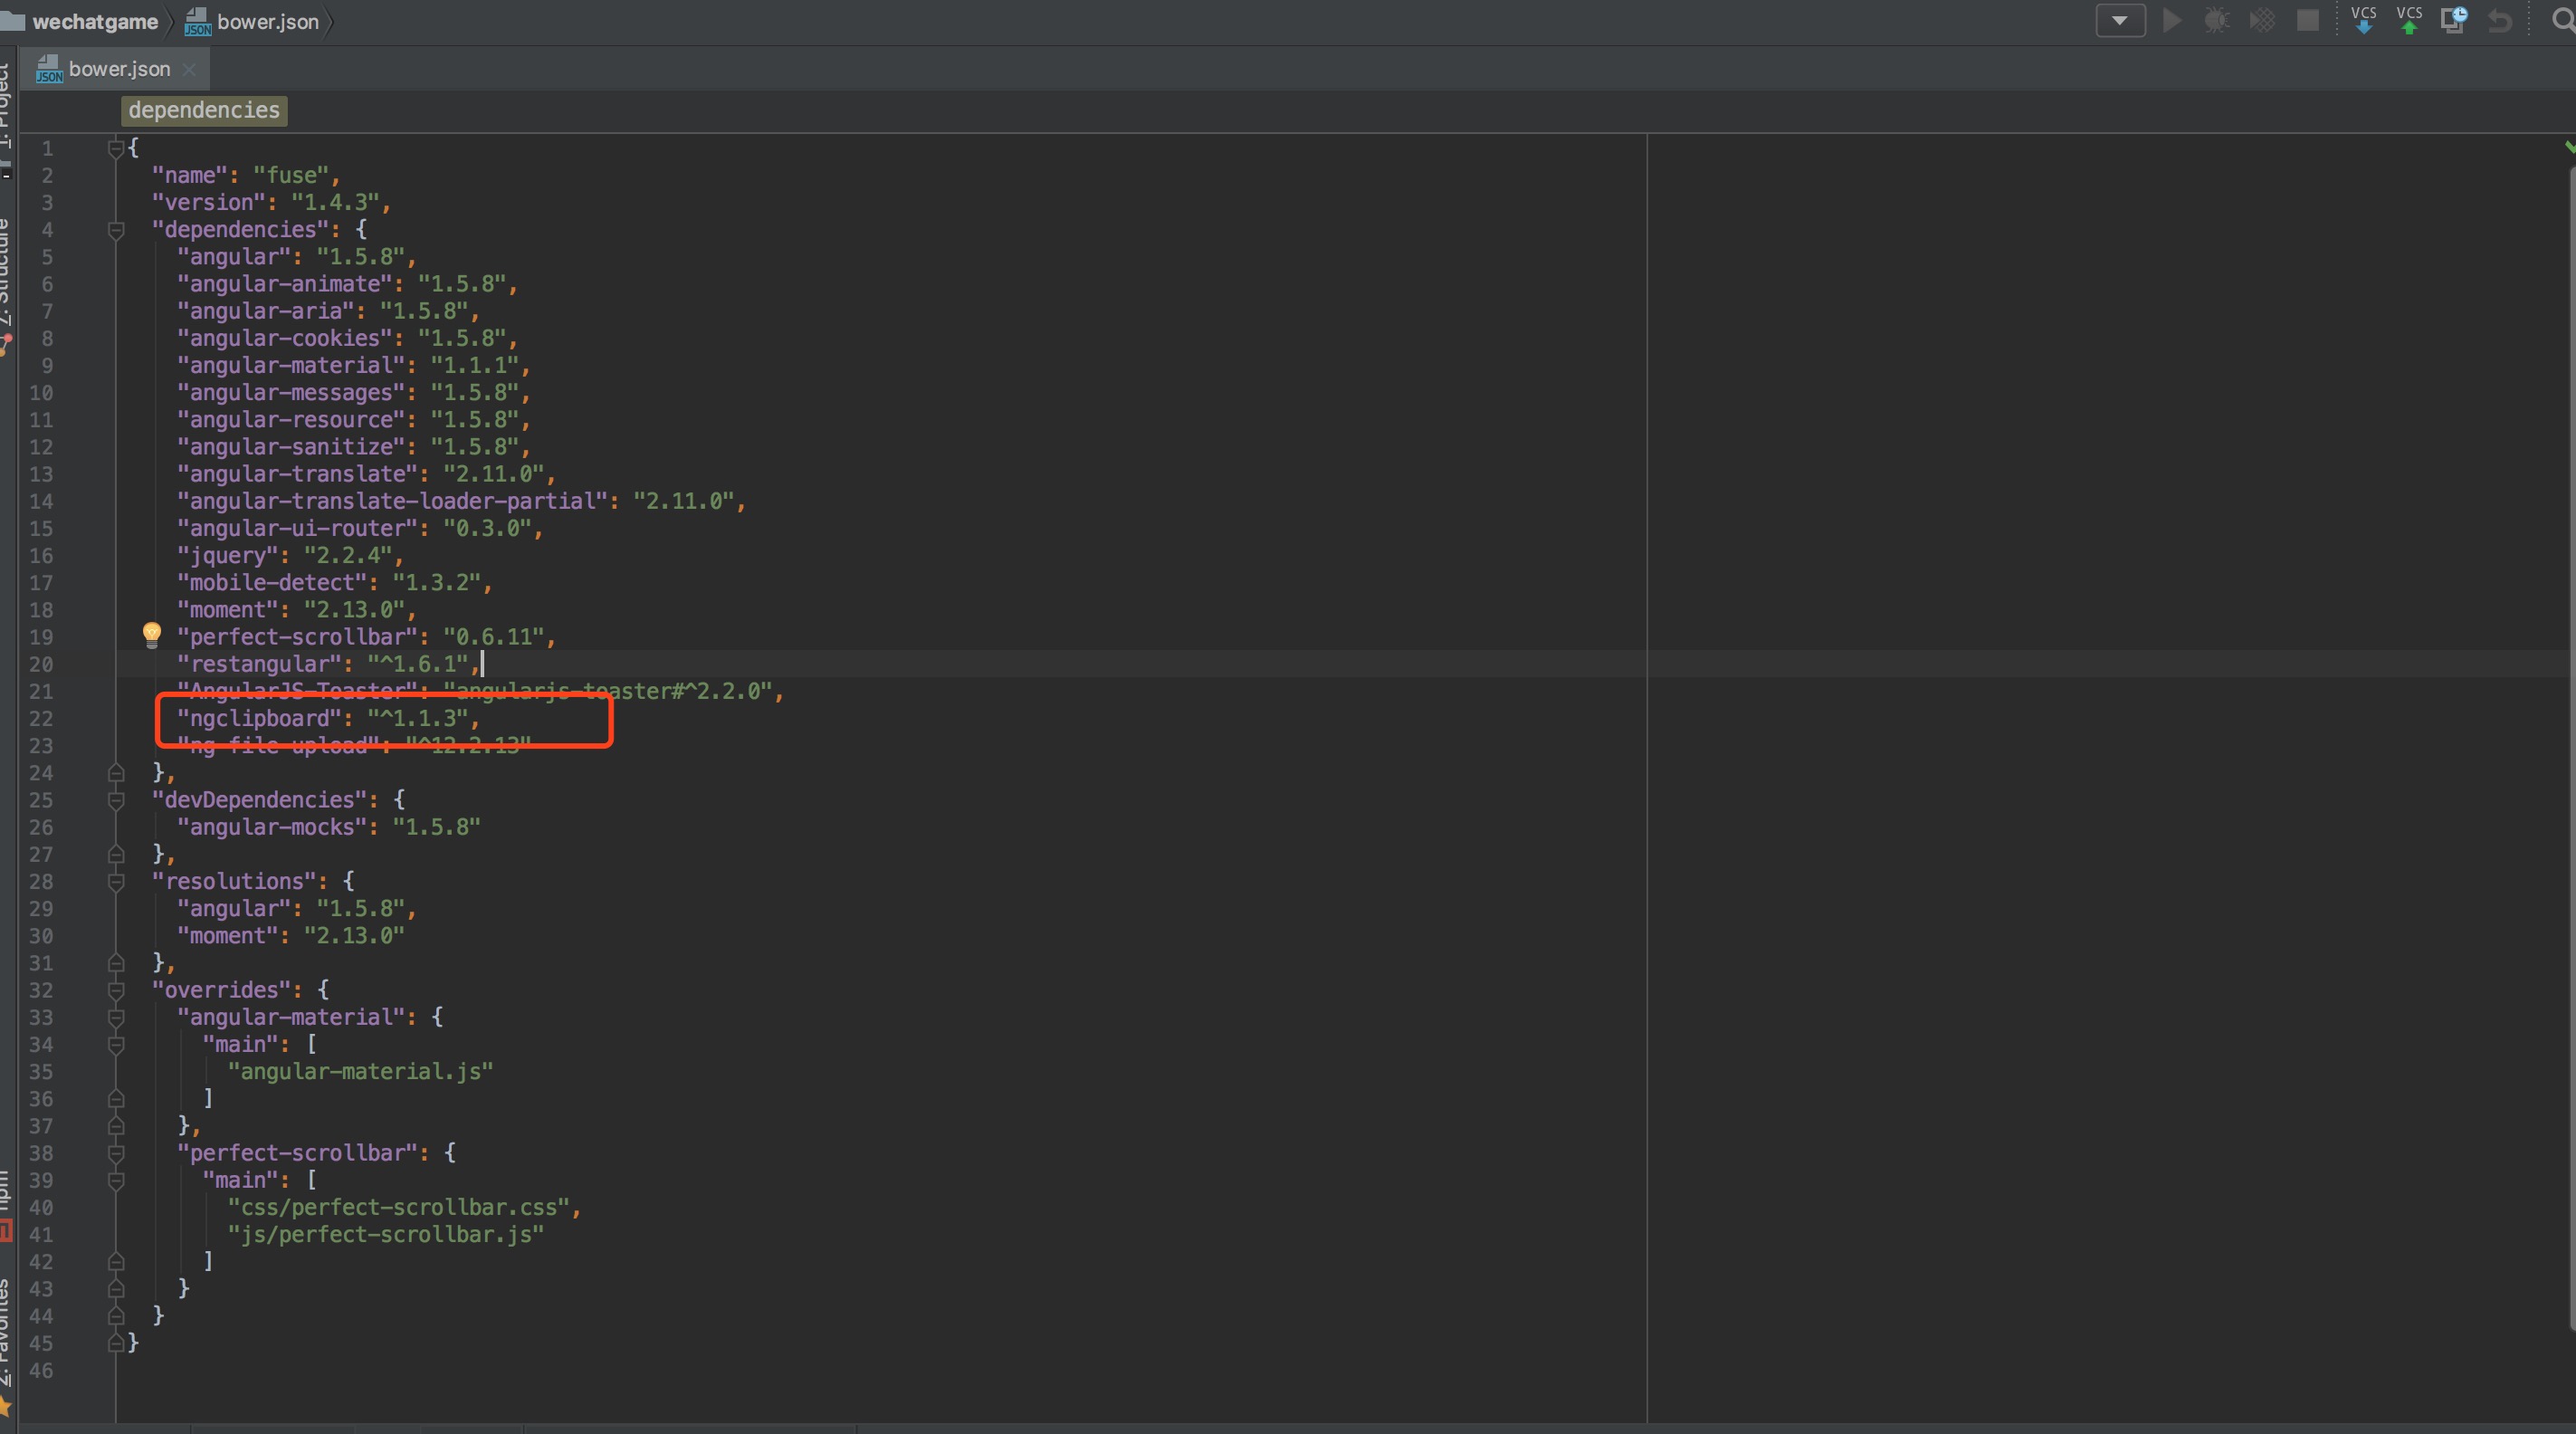 wechatgame
bower.json
VCS
VCS
bower.json
1: Project
dependencies
7: Structure
1 {
2 "name": "fuse",
3 "version": "1.4.3",
4 "dependencies": {
5 "angular": "1.5.8",
6 "angular-animate": "1.5.8",
7 "angular-aria": "1.5.8",
8 "angular-cookies": "1.5.8",
9 "angular-material": "1.1.1",
10 "angular-messages": "1.5.8",
11 "angular-resource": "1.5.8",
12 "angular-sanitize": "1.5.8",
13 "angular-translate": "2.11.0",
14 "angular-translate-loader-partial": "2.11.0",
15 "angular-ui-router": "0.3.0",
16 "jquery": "2.2.4",
17 "mobile-detect": "1.3.2",
18 "moment": "2.13.0",
19 "perfect-scrollbar": "0.6.11",
20 "restangular": "^1.6.1",
21 "AngularJS-Toaster": "angularjs-toaster#^2.2.0",
22 "ngclipboard": "^1.1.3",
23 "ng-file-upload": "^12.2.13"
24 },
25 "devDependencies": {
26 "angular-mocks": "1.5.8"
27 },
28 "resolutions": {
29 "angular": "1.5.8",
30 "moment": "2.13.0"
31 },
32 "overrides": {
33 "angular-material": {
34 "main": [
35 "angular-material.js"
36 ]
37 },
38 "perfect-scrollbar": {
39 "main": [
40 "css/perfect-scrollbar.css",
41 "js/perfect-scrollbar.js"
42 ]
43 }
44 }
45 }
46
npm
2: Favorites